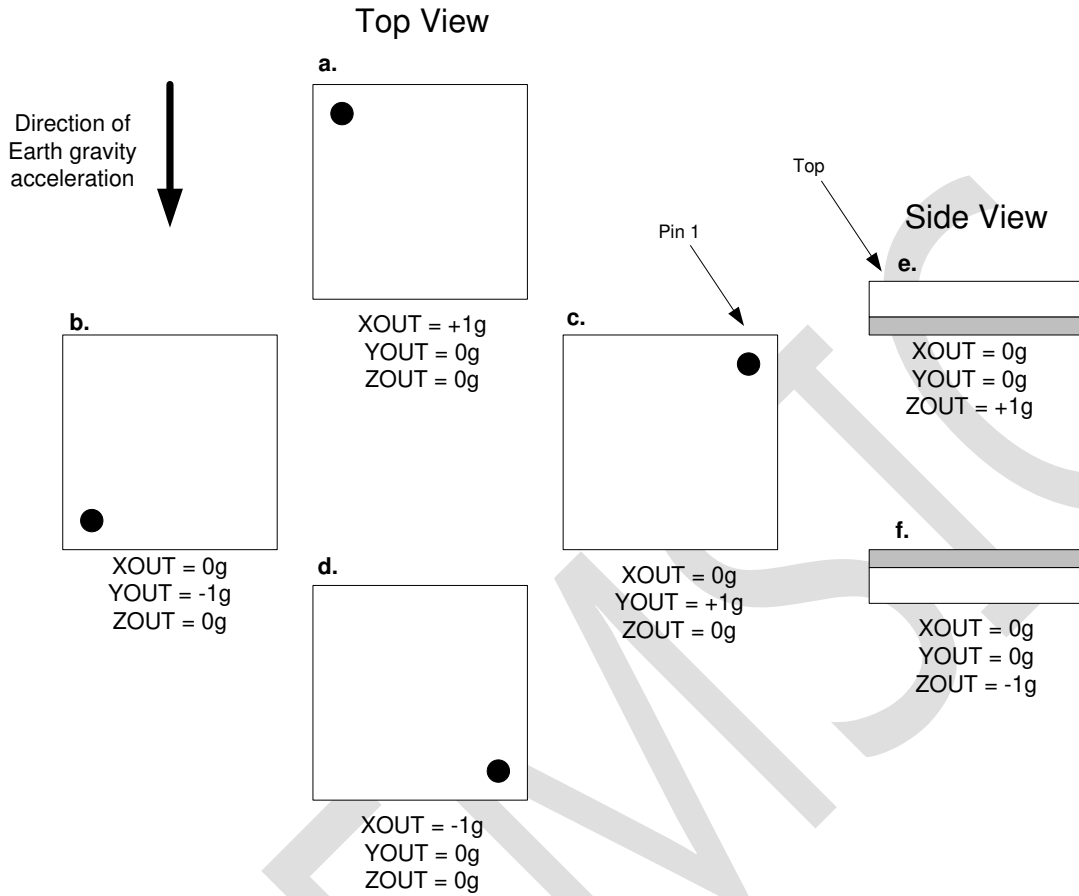 Top View
a.
Direction of
Earth gravity
acceleration
Top
Pin 1
Side View
e.
b.
XOUT = +1g
YOUT = 0g
ZOUT = 0g
c.
XOUT = 0g
YOUT = 0g
ZOUT = +1g
XOUT = 0g
YOUT = -1g
ZOUT = 0g
d.
XOUT = 0g
YOUT = +1g
ZOUT = 0g
f.
XOUT = 0g
YOUT = 0g
ZOUT = -1g
XOUT = -1g
YOUT = 0g
ZOUT = 0g